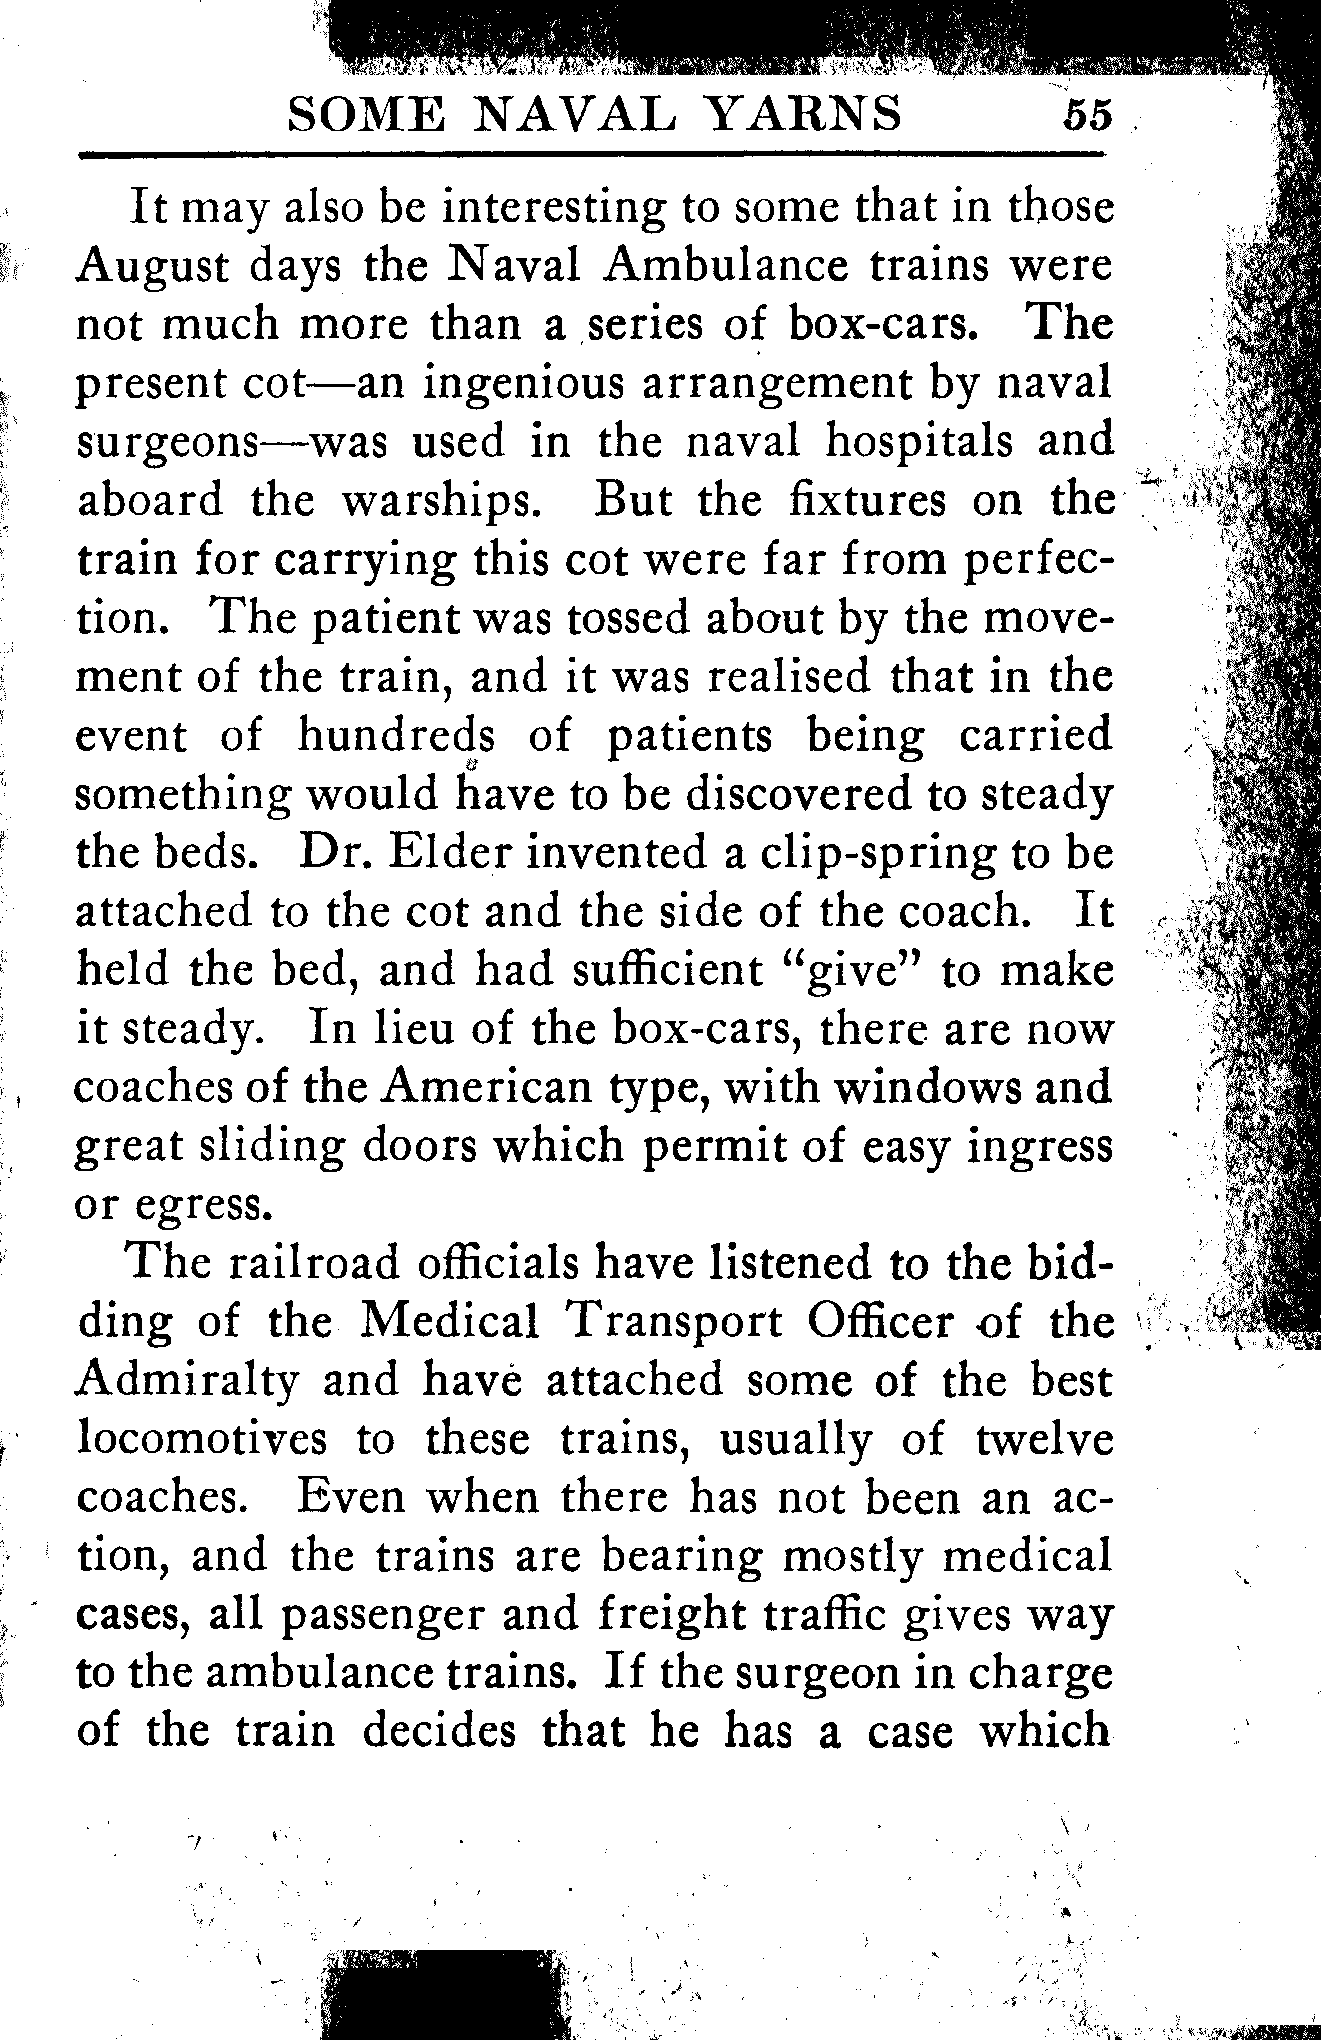 SOME NAVAL YARNS 55
It may also be interesting to some that in those
August days the Naval Ambulance trains were
not much more than a series of box-cars. The
present cot—an ingenious arrangement by naval
surgeons—was used in the naval hospitals and
aboard the warships. But the fixtures on the
train for carrying this cot were far from perfec-
tion. The patient was tossed about by the move-
ment of the train, and it was realised that in the
event of hundreds of patients being carried
something would have to be discovered to steady
the beds. Dr. Elder invented a clip-spring to be
attached to the cot and the side of the coach. It
held the bed, and had sufficient “give” to make
it steady. In lieu of the box-cars, there are now
coaches of the American type, with windows and
great sliding doors which permit of easy ingress
or egress.
The railroad officials have listened to the bid-
ding of the Medical Transport Officer of the
Admiralty and have attached some of the best
locomotives to these trains, usually of twelve
coaches. Even when there has not been an ac-
tion, and the trains are bearing mostly medical
cases, all passenger and freight traffic gives way
to the ambulance trains. If the surgeon in charge
of the train decides that he has a case which